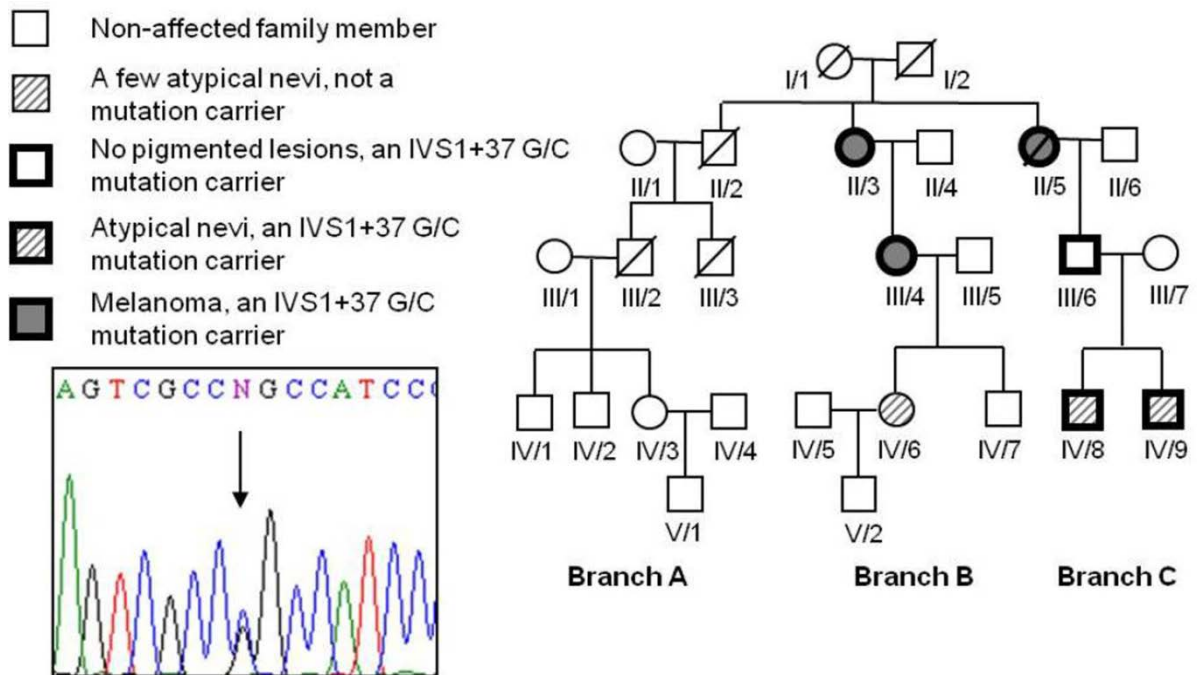 Non-affected family member
A few atypical nevi, not a
mutation carrier
No pigmented lesions, an IVS1+37 G/C
mutation carrier
Atypical nevi, an IVS1+37 G/C
mutation carrier
Melanoma, an IVS1+37 G/C
mutation carrier
AGTCGCCNGCCATCC
I/1 I/2
II/1 II/2 II/3 II/4 II/5 II/6
III/1 III/2 III/3 III/4 III/5 III/6 III/7
IV/1 IV/2 IV/3 IV/4 IV/5 IV/6 IV/7 IV/8 IV/9
V/1 V/2
Branch A Branch B Branch C